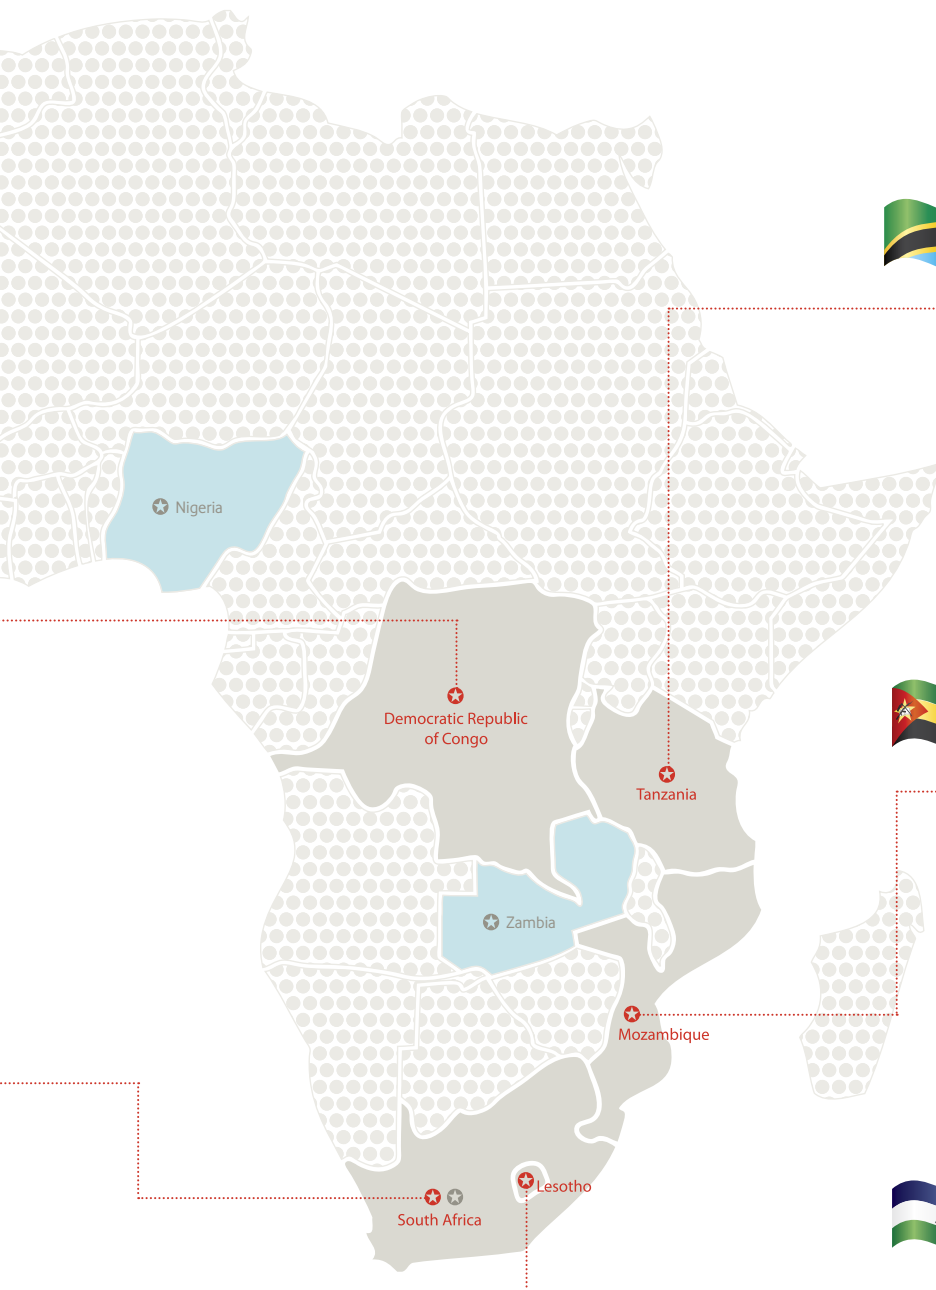 Nigeria
Democratic Republic
of Congo
Tanzania
Zambia
Mozambique
Lesotho
South Africa